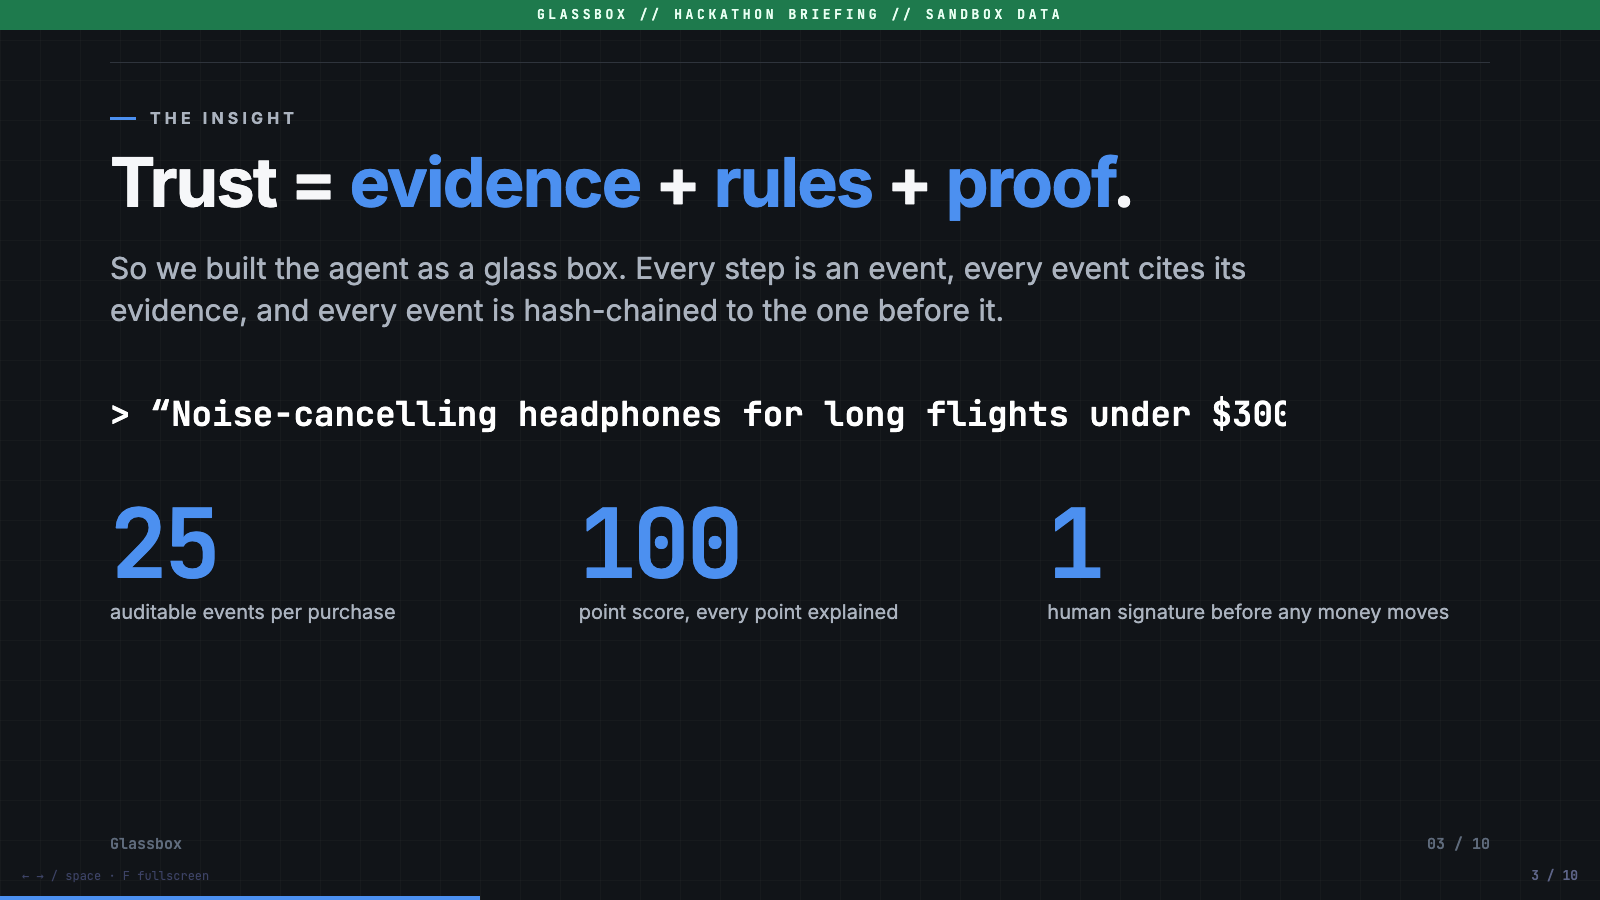 GLASSBOX // HACKATHON BRIEFING // SANDBOX DATA
THE INSIGHT
Trust = evidence + rules + proof.
So we built the agent as a glass box. Every step is an event, every event cites its
evidence, and every event is hash-chained to the one before it.
> “Noise-cancelling headphones for long flights under $300
25
auditable events per purchase
100
point score, every point explained
1
human signature before any money moves
Glassbox
03 / 10
← → / space · F fullscreen
3 / 10